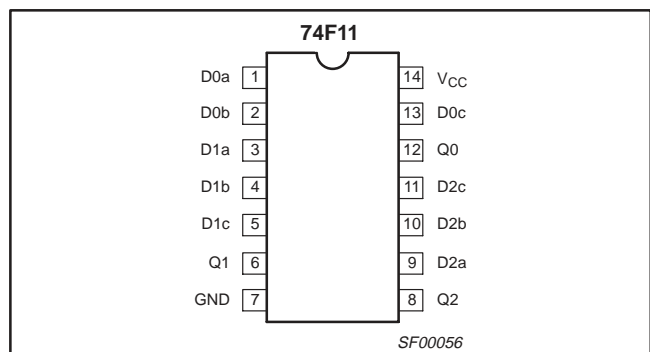 74F11
D0a 1 14 VCC
D0b 2 13 D0c
D1a 3 12 Q0
D1b 4 11 D2c
D1c 5 10 D2b
Q1 6 9 D2a
GND 7 8 Q2
SF00056